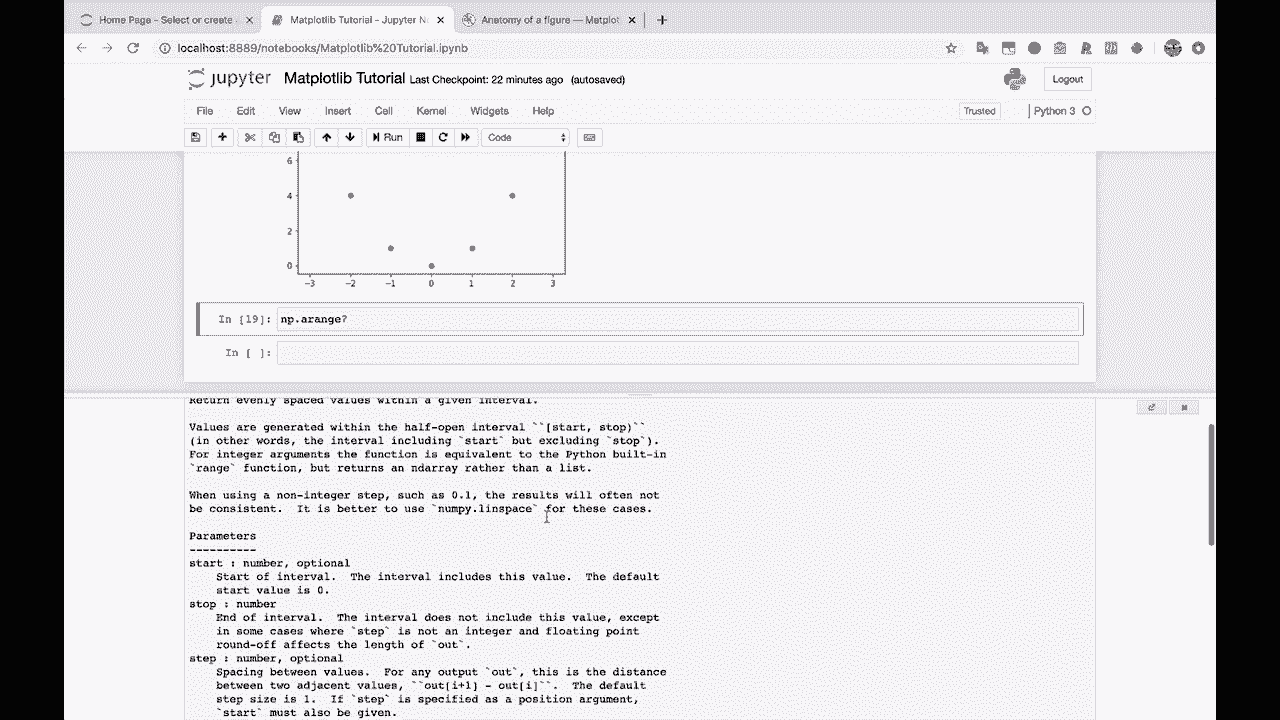 Home Page - Select or create
Matplotlib Tutorial - Jupyter N
Anatomy of a figure — Matplot
localhost:8889/notebooks/Matplotlib%20Tutorial.ipynb
jupyter Matplotlib Tutorial Last Checkpoint: 22 minutes ago (autosaved)
Logout
File Edit View Insert Cell Kernel Widgets Help
Trusted
Python 3
Run
Code
6
4
2
0
−3 −2 −1 0 1 2 3
In [19]: np.arange?
In [ ]:
Return evenly spaced values within a given interval.
Values are generated within the half-open interval ``[start, stop)``
(in other words, the interval including `start` but excluding `stop`).
For integer arguments the function is equivalent to the Python built-in
`range` function, but returns an ndarray rather than a list.
When using a non-integer step, such as 0.1, the results will often not
be consistent.  It is better to use `numpy.linspace` for these cases.
Parameters
----------
start : number, optional
    Start of interval.  The interval includes this value.  The default
    start value is 0.
stop : number
    End of interval.  The interval does not include this value, except
    in some cases where `step` is not an integer and floating point
    round-off affects the length of `out`.
step : number, optional
    Spacing between values.  For any output `out`, this is the distance
    between two adjacent values, ``out[i+1] - out[i]``.  The default
    step size is 1.  If `step` is specified as a position argument,
    `start` must also be given.